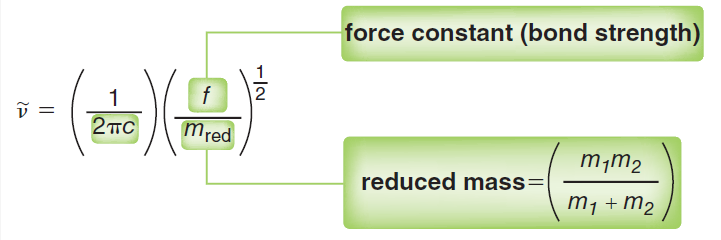 force constant (bond strength)
ṽ = (1 / 2πc) (f / m_red)^(1/2)
reduced mass = (m₁m₂ / m₁ + m₂)